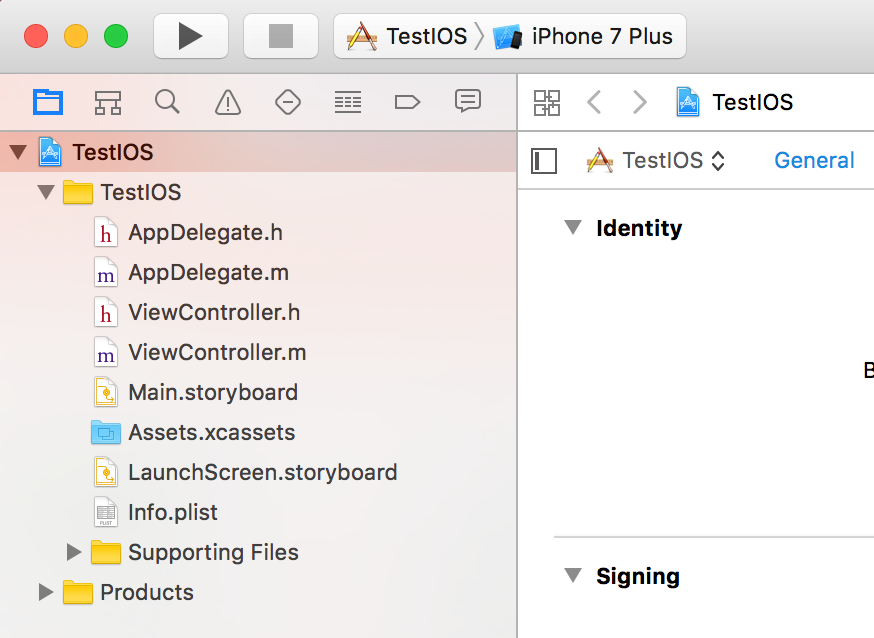 TestIOS iPhone 7 Plus
TestIOS
TestIOS General
TestIOS
TestIOS
h AppDelegate.h
m AppDelegate.m
h ViewController.h
m ViewController.m
Main.storyboard
Assets.xcassets
LaunchScreen.storyboard
PLIST Info.plist
Supporting Files
Products
Identity
B
Signing